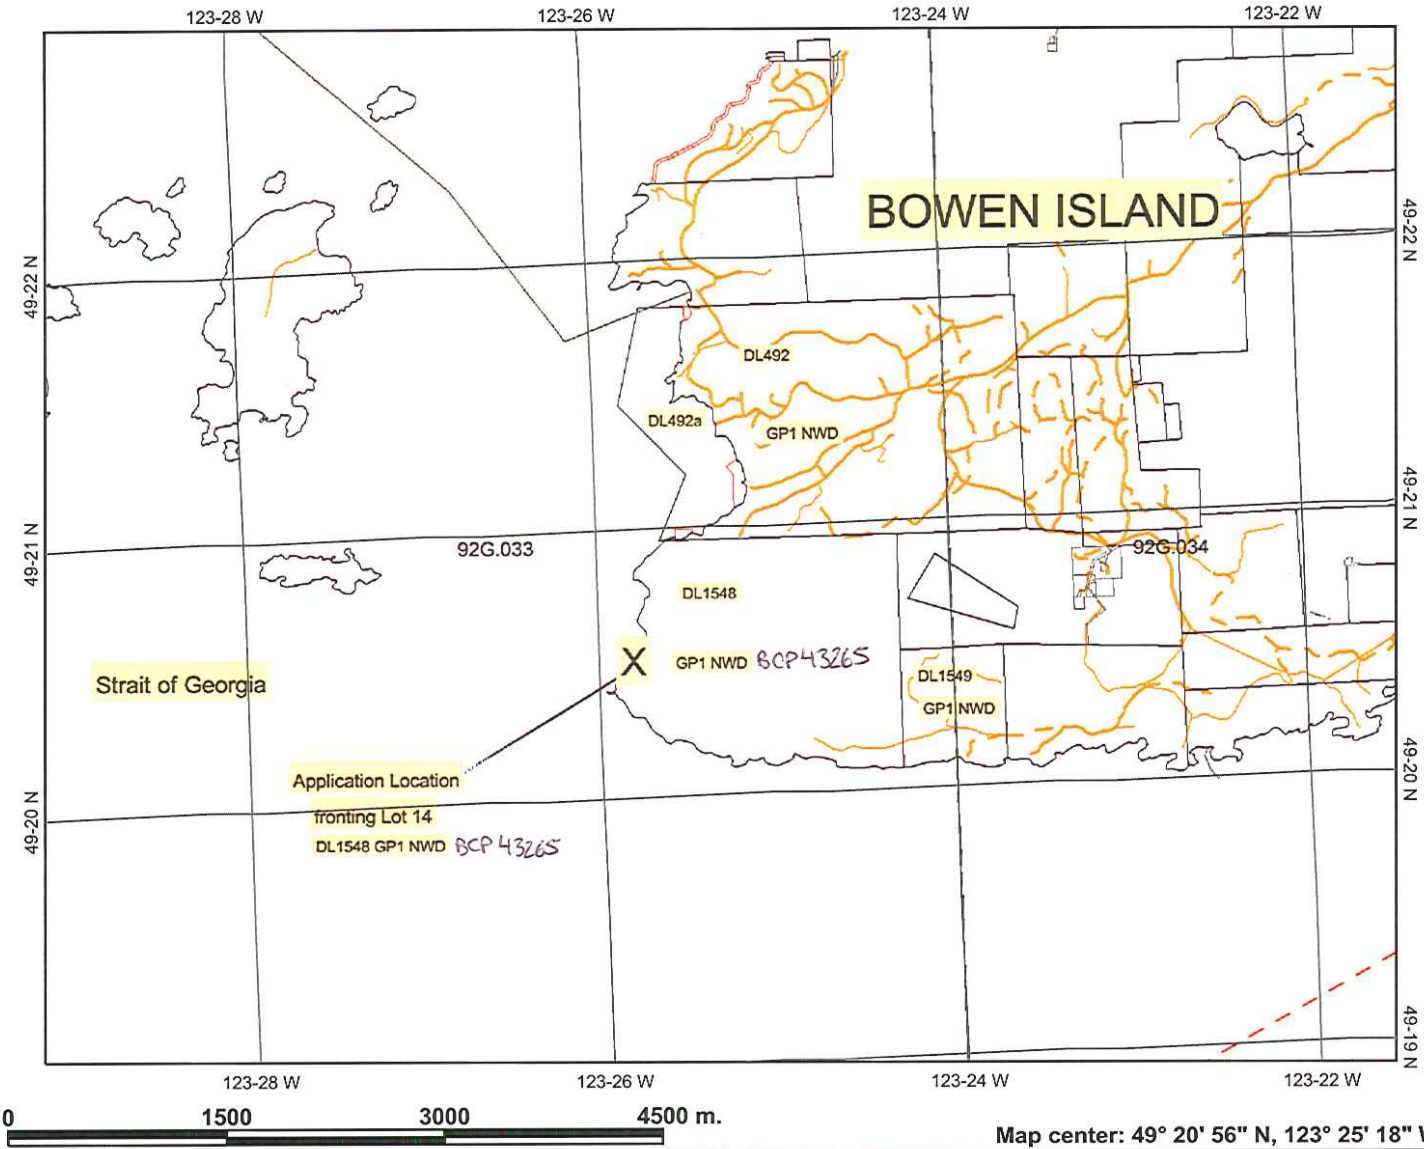 123-28 W
123-26 W
123-24 W
123-22 W
BOWEN ISLAND
49-22 N
49-22 N
DL492
DL492a
GP1 NWD
49-21 N
49-21 N
92G.033
92G.034
DL1548
X
GP1 NWD BCP43265
DL1549
GP1 NWD
Strait of Georgia
Application Location
fronting Lot 14
DL1548 GP1 NWD BCP 43265
49-20 N
49-20 N
49-19 N
123-28 W
123-26 W
123-24 W
123-22 W
0 1500 3000 4500 m.
Map center: 49° 20' 56" N, 123° 25' 18"